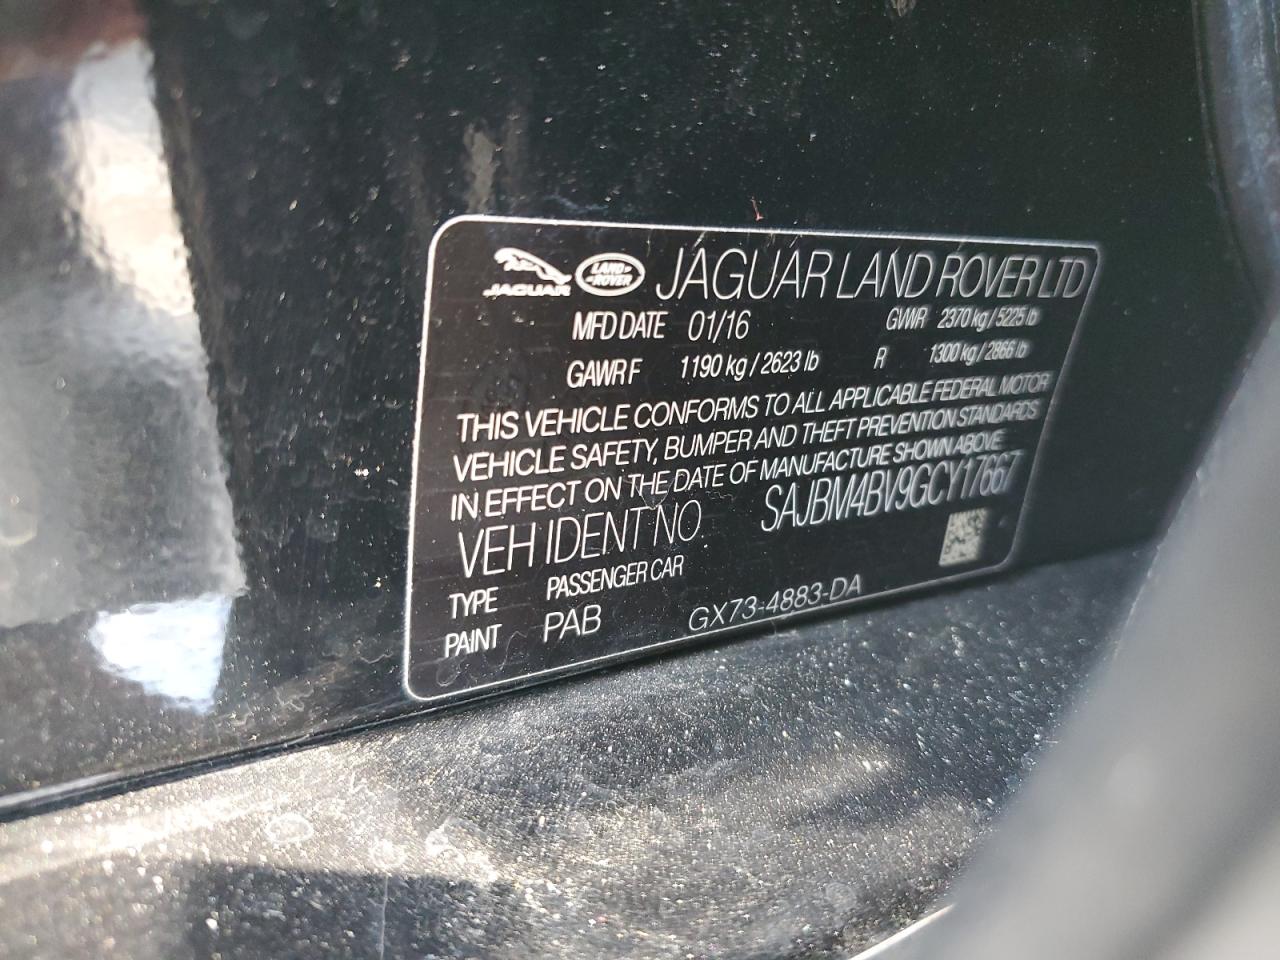 JAGUAR LAND ROVER JAGUAR LAND ROVER LTD
MFD DATE 01/16 GVWR 2370 kg / 5225 lb
GAWR F 1190 kg / 2623 lb R 1300 kg / 2866 lb
THIS VEHICLE CONFORMS TO ALL APPLICABLE FEDERAL MOTOR
VEHICLE SAFETY, BUMPER AND THEFT PREVENTION STANDARDS
IN EFFECT ON THE DATE OF MANUFACTURE SHOWN ABOVE
VEH IDENT NO. SAJBM4BV9GCY17667
TYPE PASSENGER CAR
PAINT PAB GX73-4883-DA